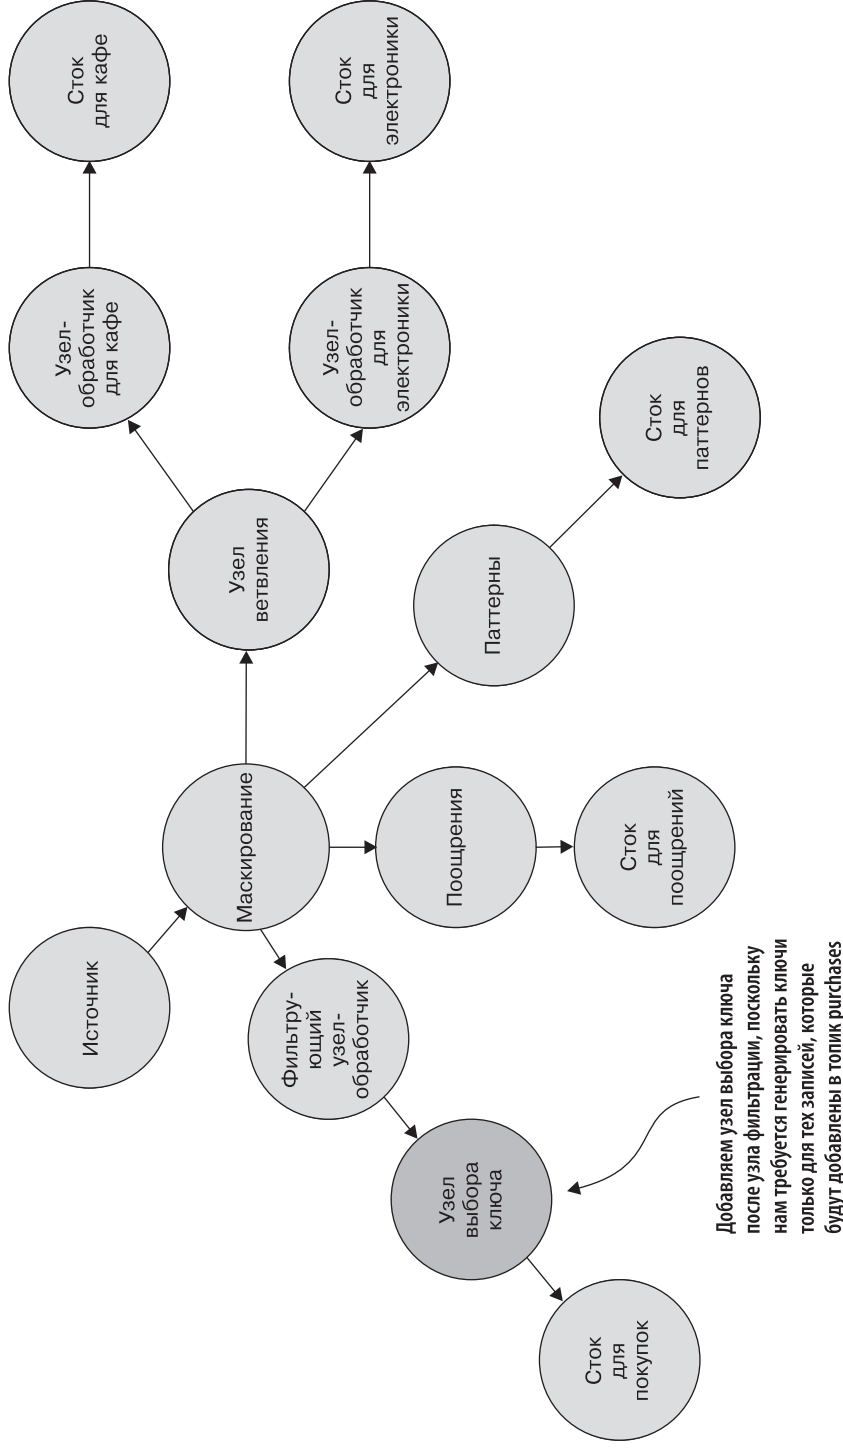 Источник
Маскирование
Фильтру-
ющий
узел-
обработчик
Узел
выбора
ключа
Сток
для
покупок
Поощрения
Сток
для
поощрений
Паттерны
Сток
для
паттернов
Узел
ветвления
Узел-
обработчик
для кафе
Сток
для кафе
Узел-
обработчик
для
электроники
Сток
для
электроники
Добавляем узел выбора ключа
после узла фильтрации, поскольку
нам требуется генерировать ключи
только для тех записей, которые
будут добавлены в топик purchases